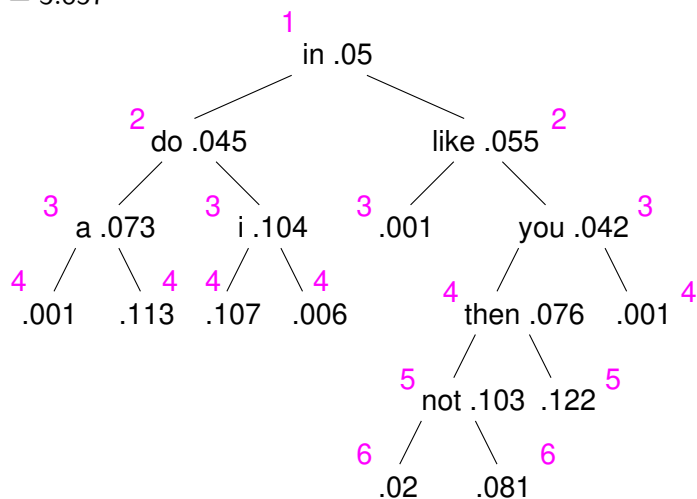 1
in .05
2 do .045 like .055 2
3 a .073 3 i .104 3 .001 you .042 3
4 .001 .113 4 4 .107 .006 4 4 then .076 .001 4
5 not .103 .122 5
6 .02 .081 6